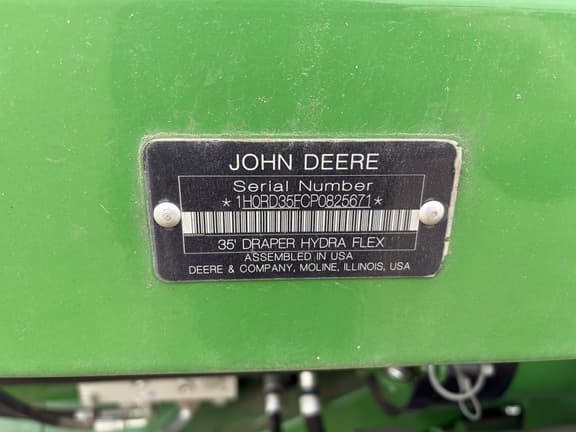 JOHN DEERE
Serial Number
*1H0RD35FCP0825671*
35' DRAPER HYDRA FLEX
ASSEMBLED IN USA
DEERE & COMPANY, MOLINE, ILLINOIS, USA